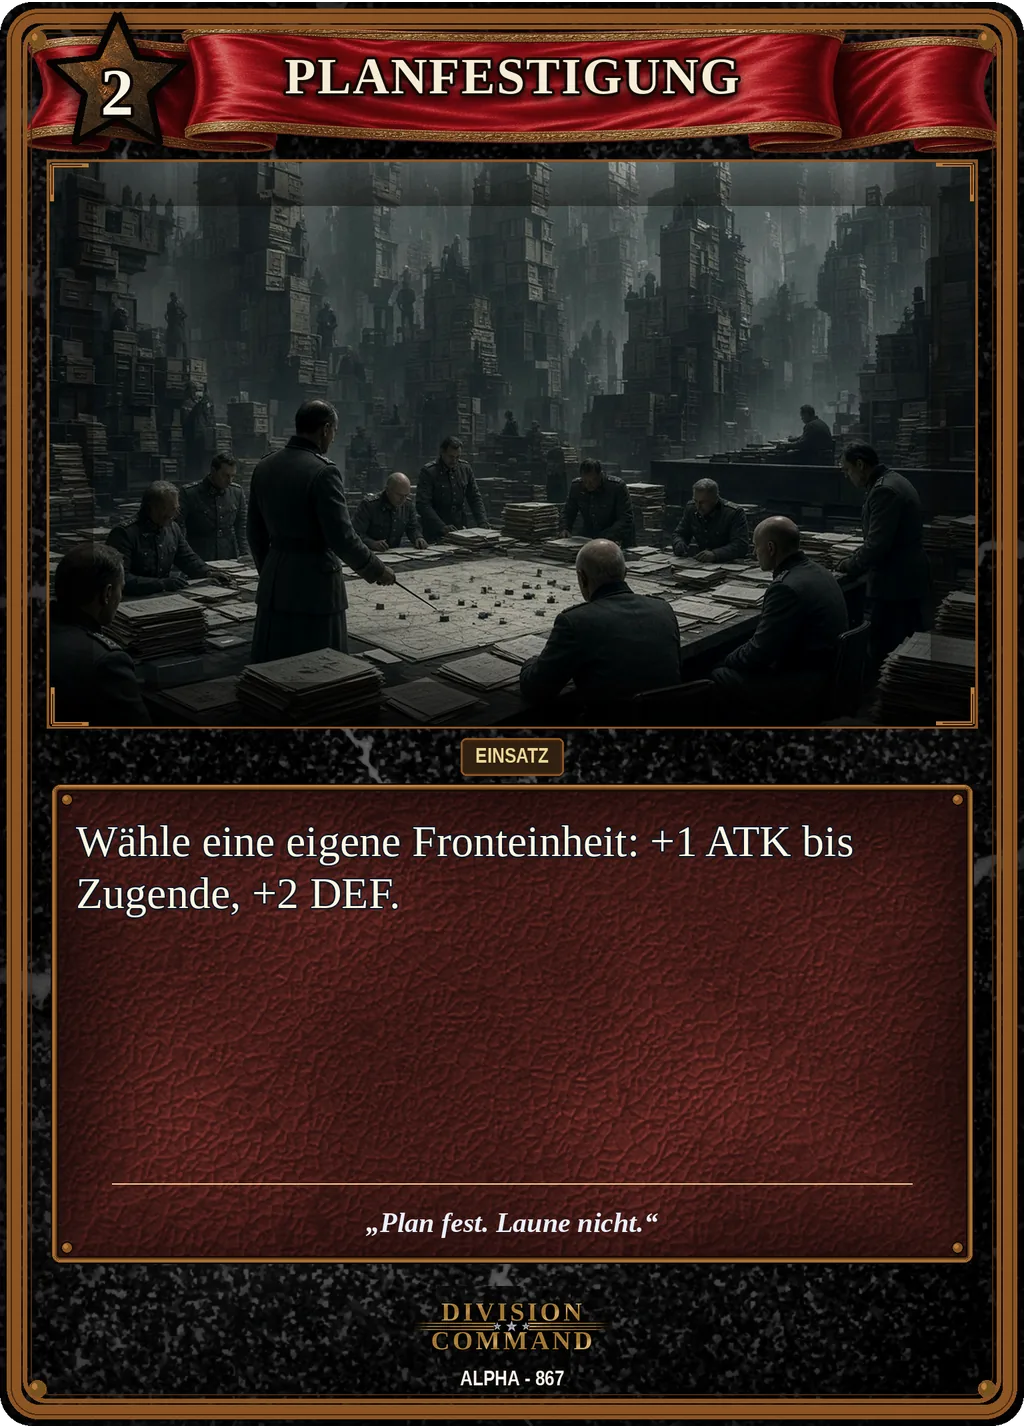 2
PLANFESTIGUNG
EINSATZ
Wähle eine eigene Fronteinheit: +1 ATK bis
Zugende, +2 DEF.
„Plan fest. Laune nicht.“
DIVISION
COMMAND
ALPHA - 867